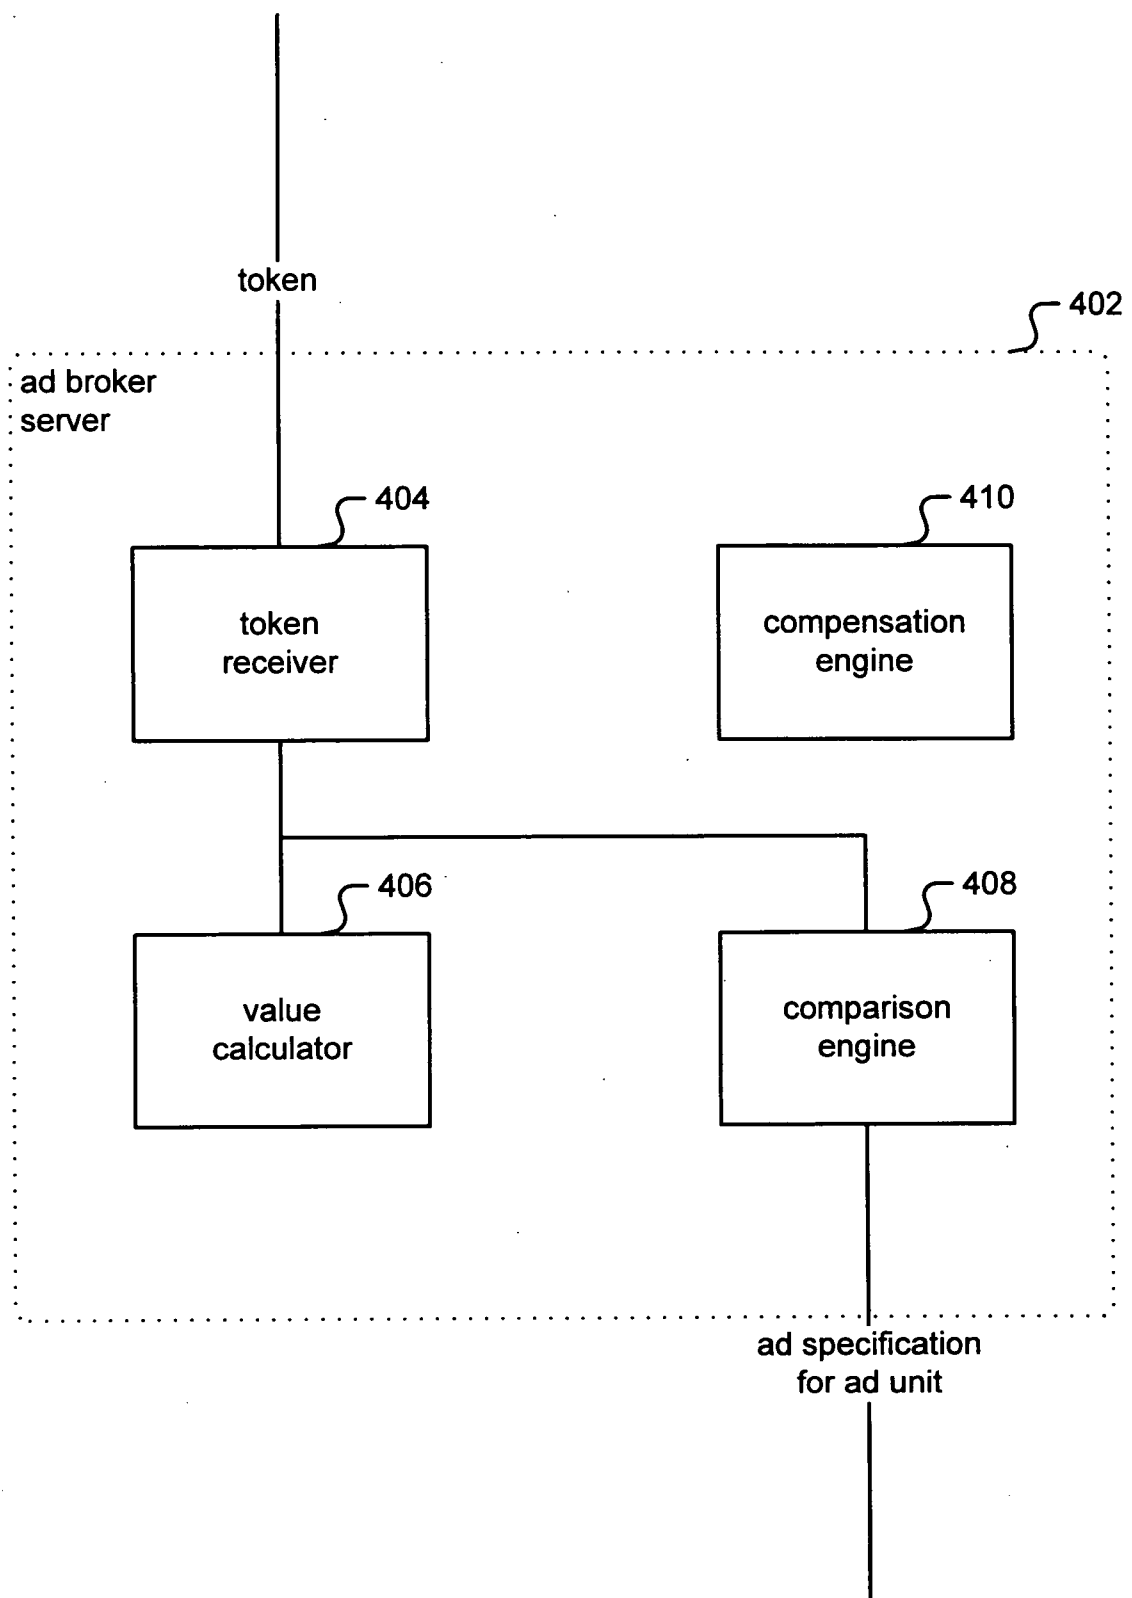 token
402
ad broker
server
404
410
token
receiver
compensation
engine
406
408
value
calculator
comparison
engine
ad specification
for ad unit